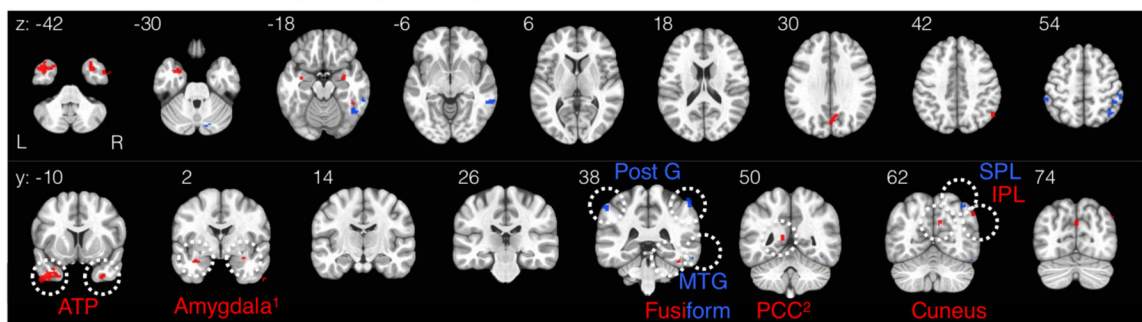 z: -42 -30 -18 -6 6 18 30 42 54
L R
y: -10 2 14 26 38 Post G 50 62 SPL 74
IPL
MTG
ATP Amygdala¹ Fusiform PCC² Cuneus